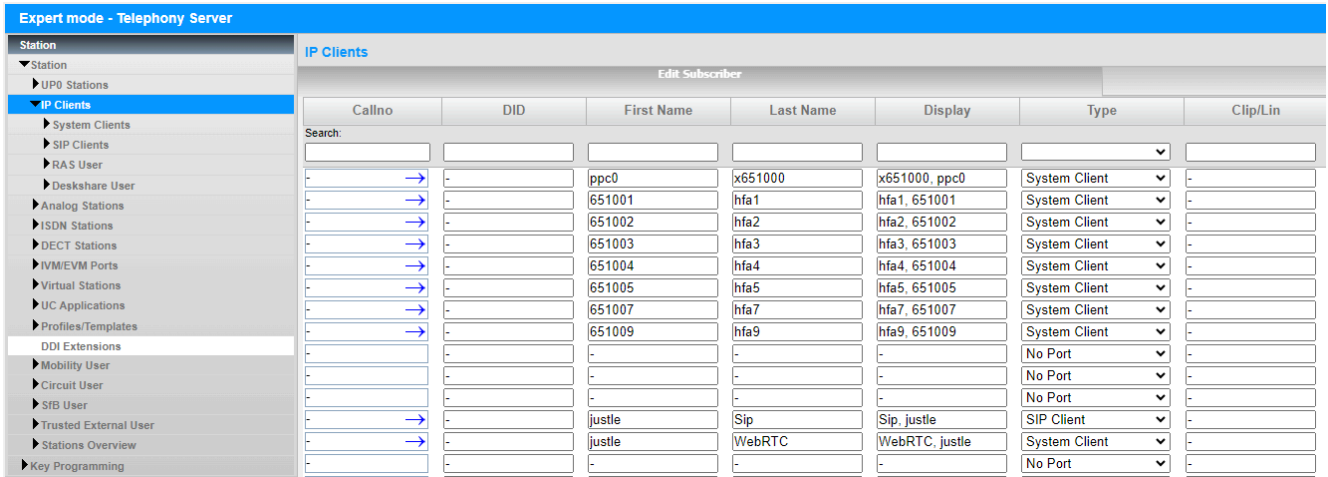 Expert mode - Telephony Server
Station
Station
UP0 Stations
IP Clients
System Clients
SIP Clients
RAS User
Deskshare User
Analog Stations
ISDN Stations
DECT Stations
IVM/EVM Ports
Virtual Stations
UC Applications
Profiles/Templates
DDI Extensions
Mobility User
Circuit User
SfB User
Trusted External User
Stations Overview
Key Programming
IP Clients
Edit Subscriber
Callno DID First Name Last Name Display Type Clip/Lin
Search:
- → - ppc0 x651000 x651000, ppc0 System Client -
- → - 651001 hfa1 hfa1, 651001 System Client -
- → - 651002 hfa2 hfa2, 651002 System Client -
- → - 651003 hfa3 hfa3, 651003 System Client -
- → - 651004 hfa4 hfa4, 651004 System Client -
- → - 651005 hfa5 hfa5, 651005 System Client -
- → - 651007 hfa7 hfa7, 651007 System Client -
- → - 651009 hfa9 hfa9, 651009 System Client -
- - - - - No Port -
- - - - - No Port -
- - - - - No Port -
- → - justle Sip Sip, justle SIP Client -
- → - justle WebRTC WebRTC, justle System Client -
- - - - - No Port -